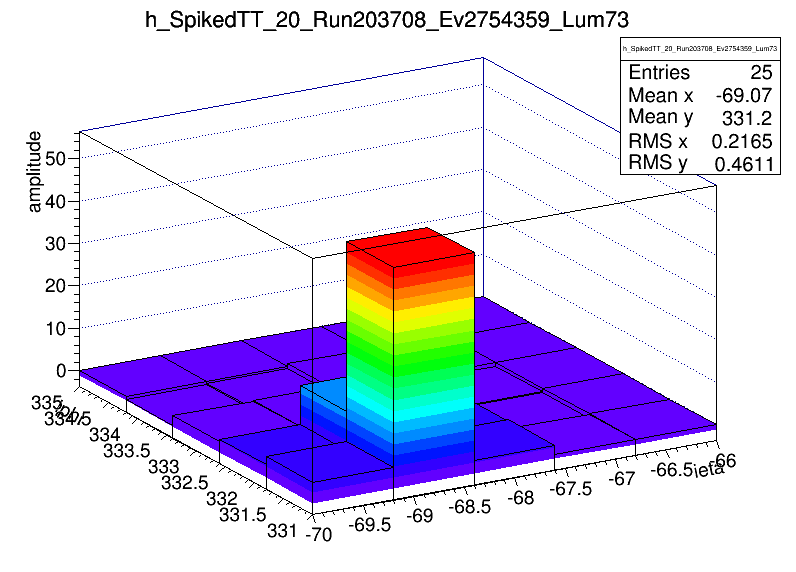 h_SpikedTT_20_Run203708_Ev2754359_Lum73
h_SpikedTT_20_Run203708_Ev2754359_Lum73
Entries 25
Mean x -69.07
Mean y 331.2
RMS x 0.2165
RMS y 0.4611
amplitude
50
40
30
20
10
0
335
334.5
334
333.5
333
332.5
332
331.5
331
-70
-69.5
-69
-68.5
-68
-67.5
-67
-66.5
-66
ieta